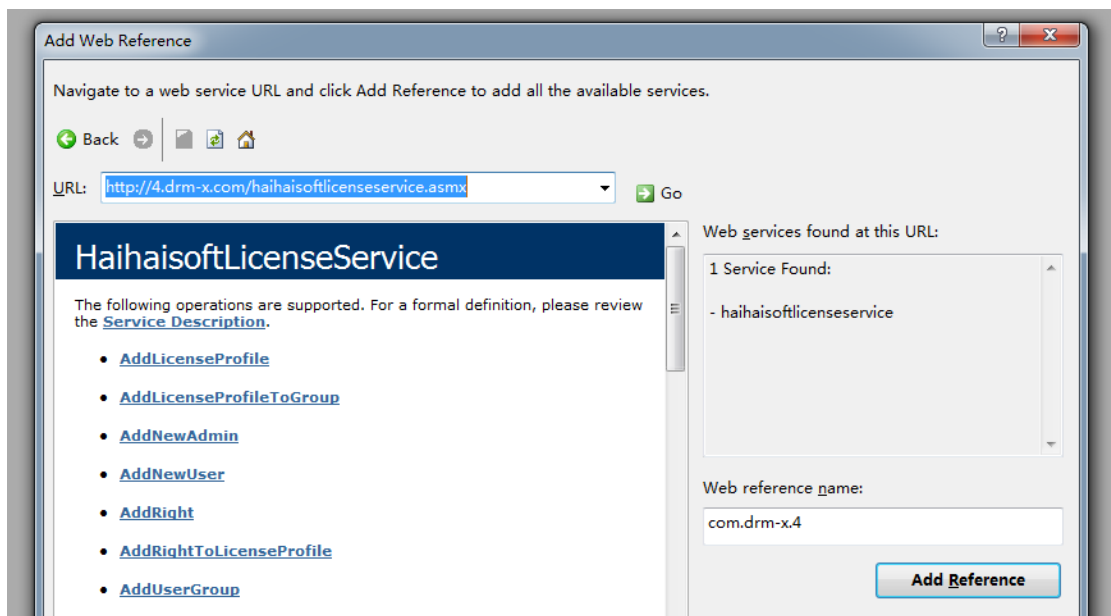 Add Web Reference
Navigate to a web service URL and click Add Reference to add all the available services.
Back
URL: http://4.drm-x.com/haihaisoftlicenseservice.asmx
Go
HaihaisoftLicenseService
The following operations are supported. For a formal definition, please review
the Service Description.
• AddLicenseProfile
• AddLicenseProfileToGroup
• AddNewAdmin
• AddNewUser
• AddRight
• AddRightToLicenseProfile
• AddUserGroup
Web services found at this URL:
1 Service Found:
- haihaisoftlicenseservice
Web reference name:
com.drm-x.4
Add Reference